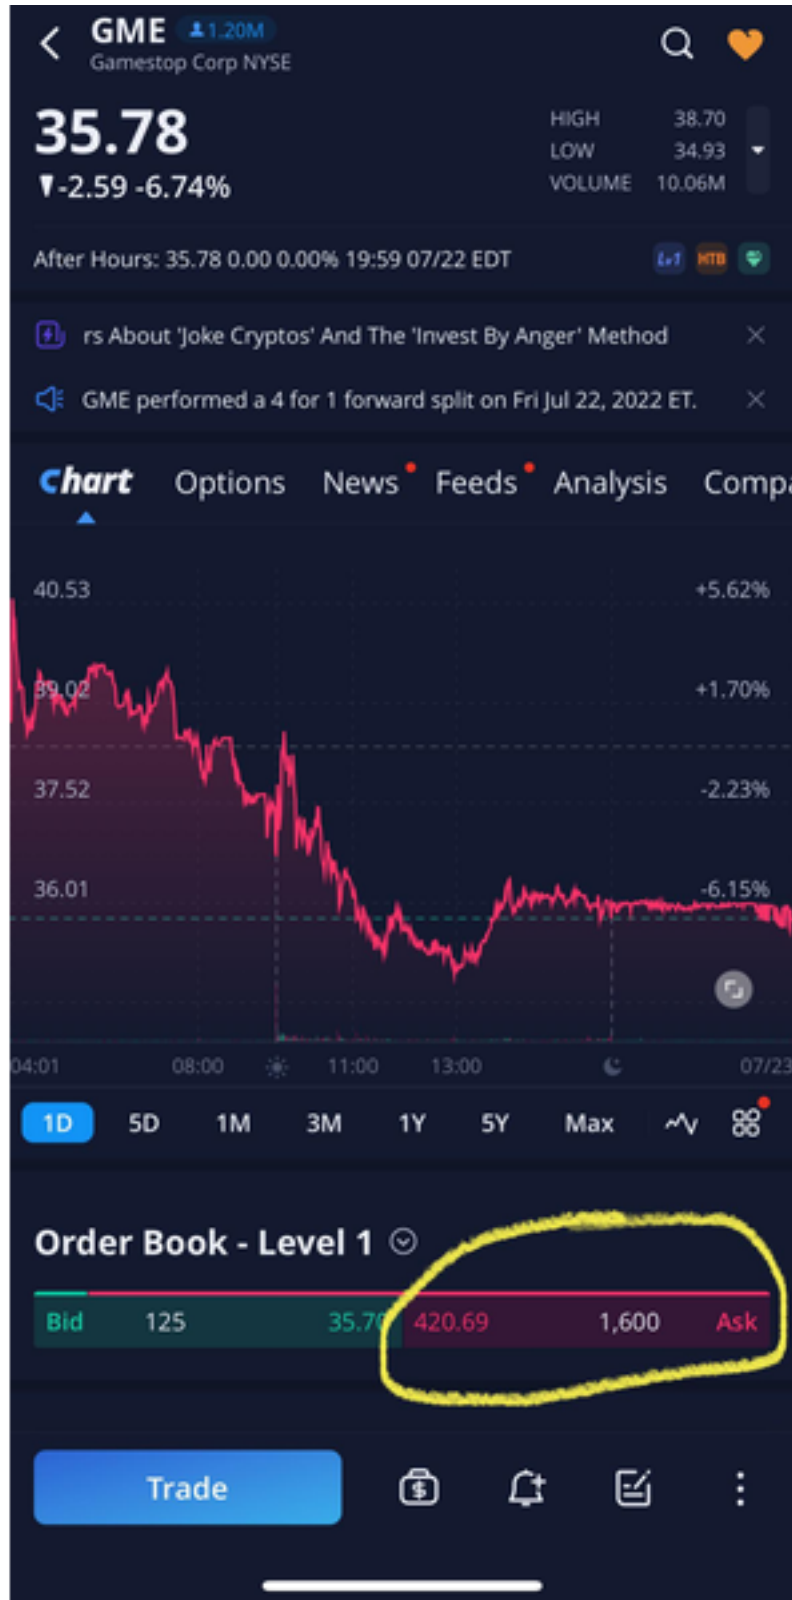 GME 1.20M
Gamestop Corp NYSE
35.78
-2.59 -6.74%
HIGH 38.70
LOW 34.93
VOLUME 10.06M
After Hours: 35.78 0.00 0.00% 19:59 07/22 EDT
Lv1 HTB
rs About 'Joke Cryptos' And The 'Invest By Anger' Method
GME performed a 4 for 1 forward split on Fri Jul 22, 2022 ET.
Chart Options News Feeds Analysis Compa
40.53 +5.62%
39.02 +1.70%
37.52 -2.23%
36.01 -6.15%
04:01 08:00 11:00 13:00 07/23
1D 5D 1M 3M 1Y 5Y Max
Order Book - Level 1
Bid 125 35.70 420.69 1,600 Ask
Trade